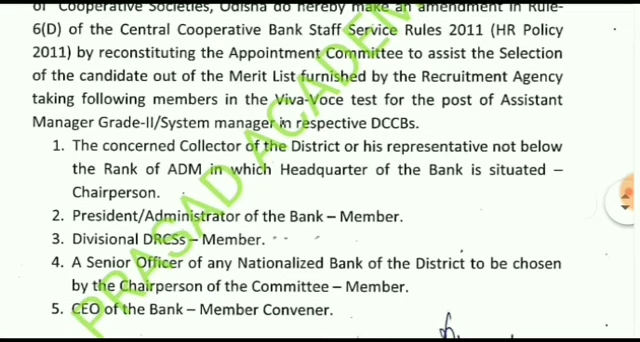 of Cooperative Societies, Odisha do hereby make an amendment in Rule-
6(D) of the Central Cooperative Bank Staff Service Rules 2011 (HR Policy
2011) by reconstituting the Appointment Committee to assist the Selection
of the candidate out of the Merit List furnished by the Recruitment Agency
taking following members in the Viva-Voce test for the post of Assistant
Manager Grade-II/System manager in respective DCCBs.
1. The concerned Collector of the District or his representative not below
the Rank of ADM in which Headquarter of the Bank is situated –
Chairperson.
2. President/Administrator of the Bank – Member.
3. Divisional DRCSs – Member.
4. A Senior Officer of any Nationalized Bank of the District to be chosen
by the Chairperson of the Committee – Member.
5. CEO of the Bank – Member Convener.
PRASAD ACADEM